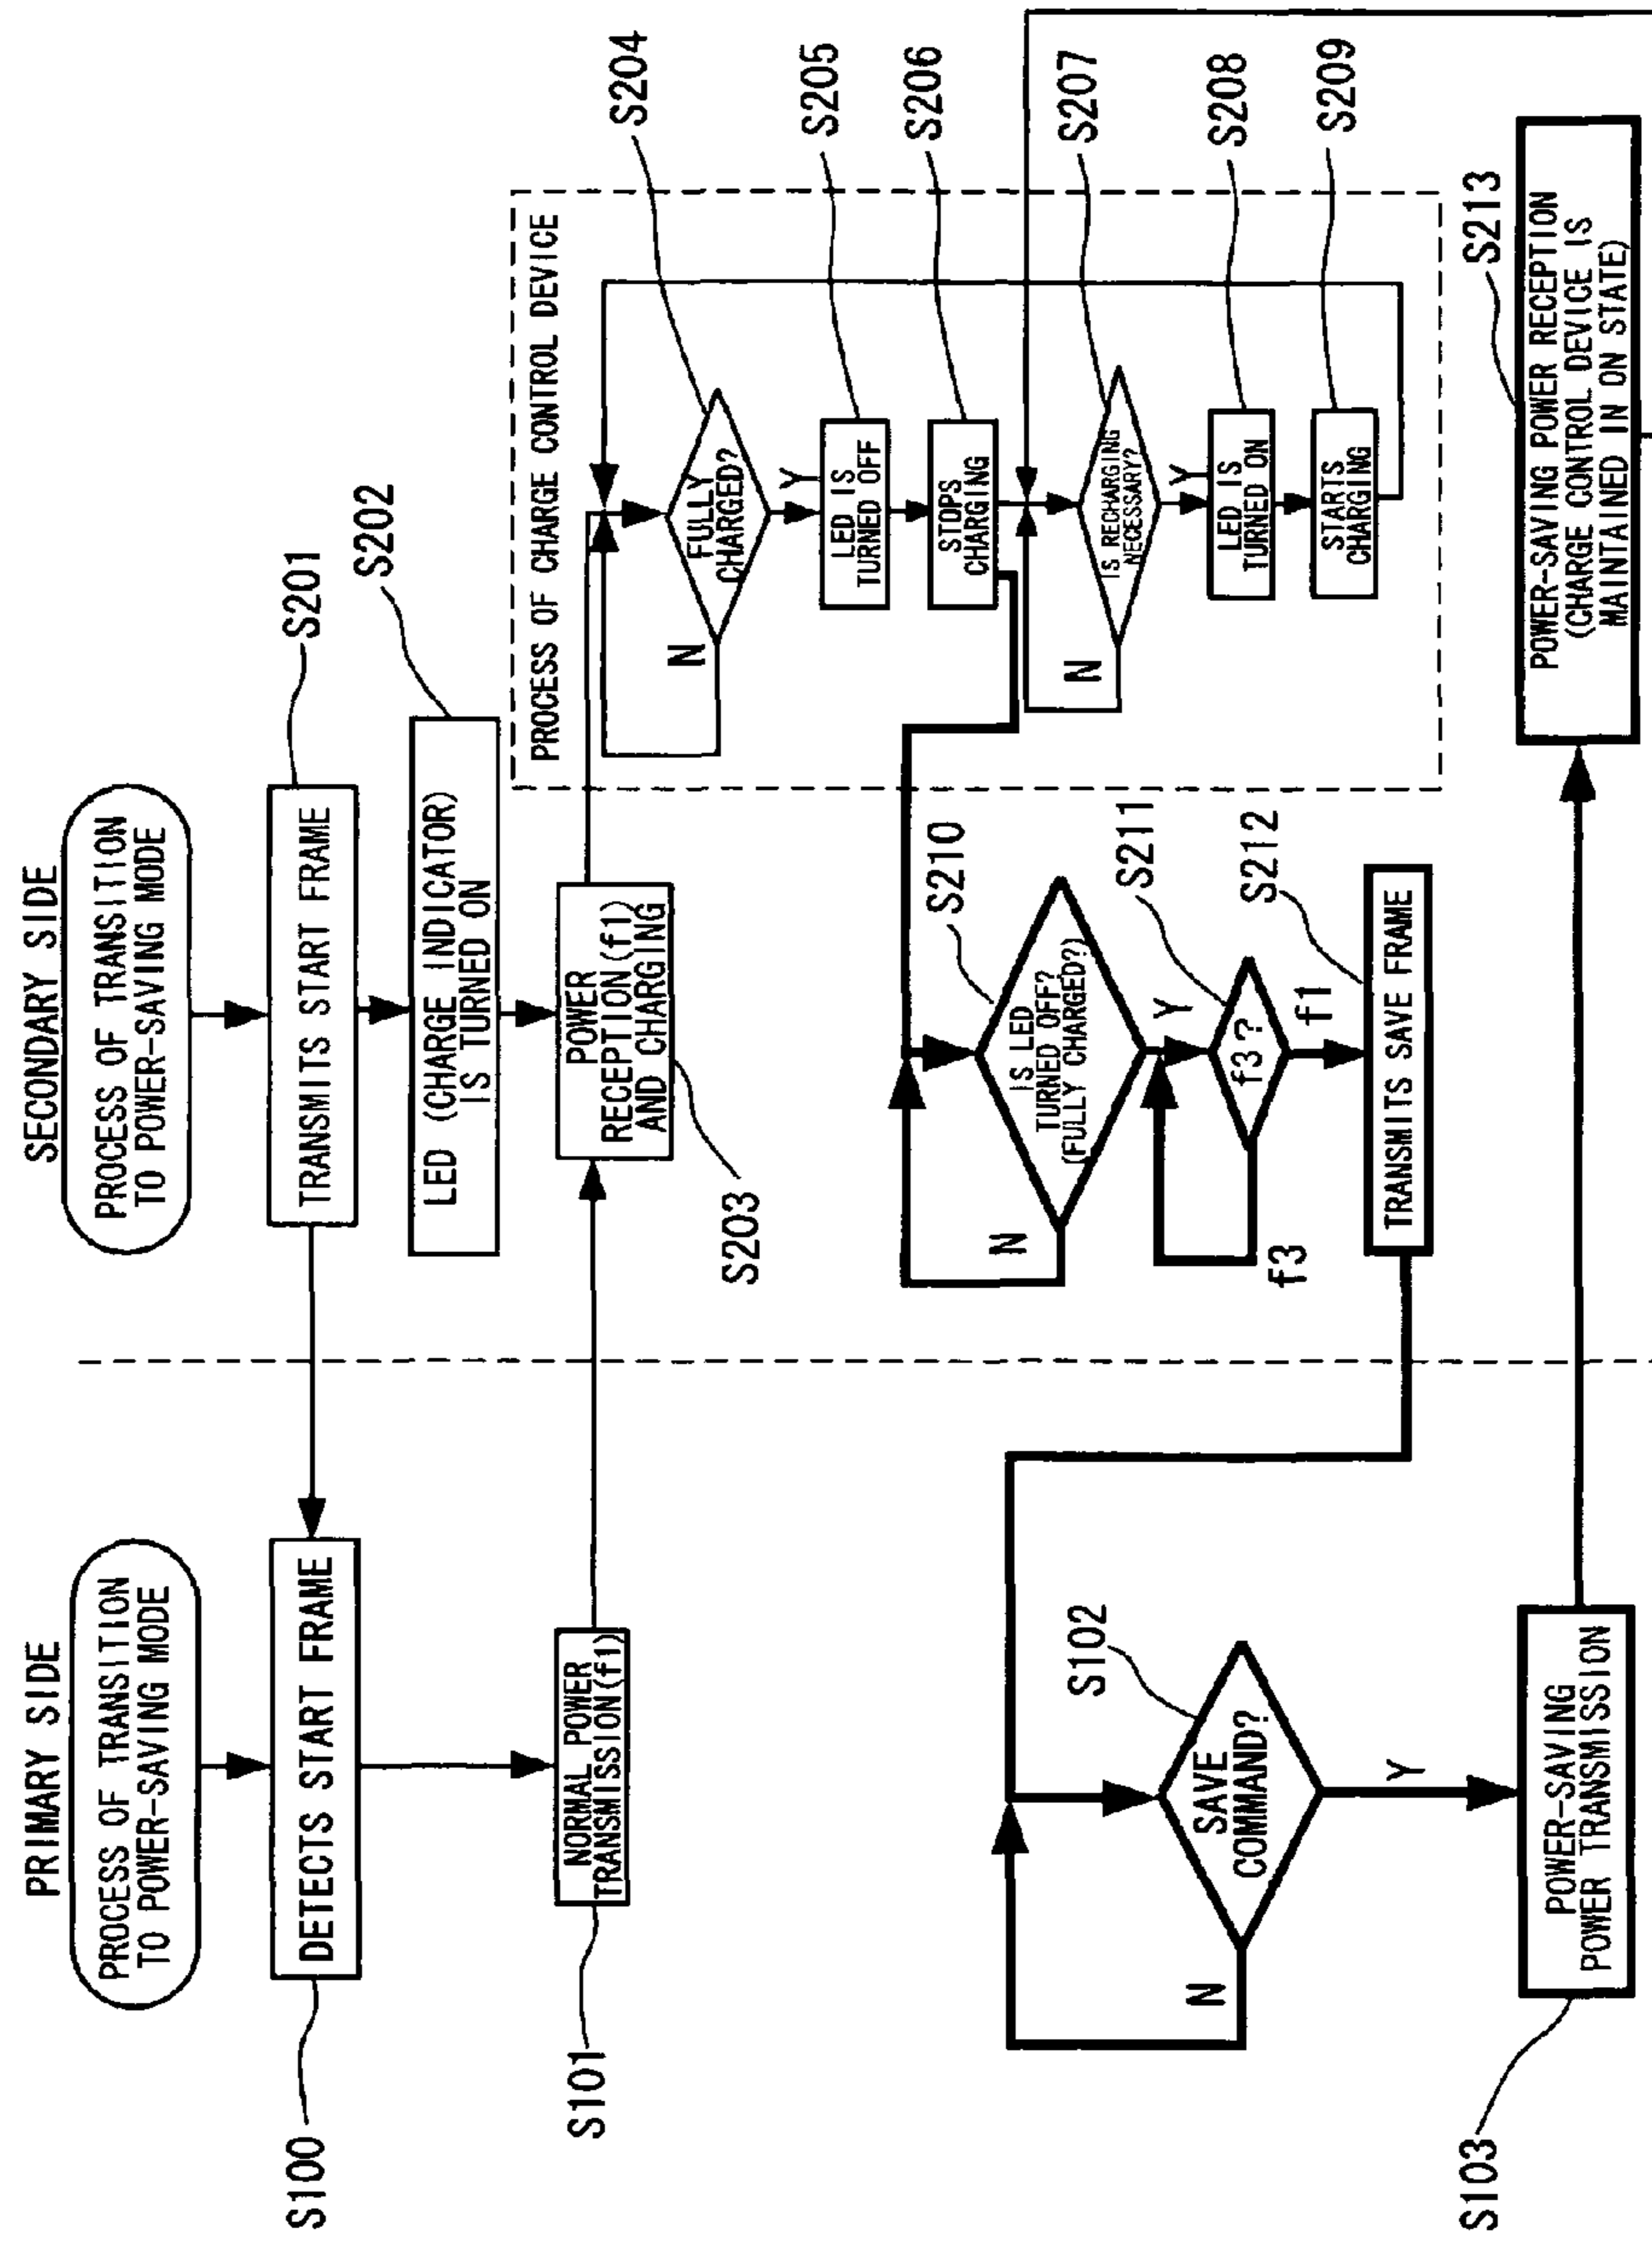 PRIMARY SIDE
PROCESS OF TRANSITION
TO POWER-SAVING MODE
S100
DETECTS START FRAME
S101
NORMAL POWER
TRANSMISSION(f1)
S102
SAVE
COMMAND?
N
Y
S103
POWER-SAVING
POWER TRANSMISSION
SECONDARY SIDE
PROCESS OF TRANSITION
TO POWER-SAVING MODE
S201
TRANSMITS START FRAME
S202
LED (CHARGE INDICATOR)
IS TURNED ON
S203
POWER
RECEPTION(f1)
AND CHARGING
PROCESS OF CHARGE CONTROL DEVICE
S204
FULLY
CHARGED?
N
Y
S205
LED IS
TURNED OFF
S206
STOPS
CHARGING
S207
IS RECHARGING
NECESSARY?
N
Y
S208
LED IS
TURNED ON
S209
STARTS
CHARGING
S210
IS LED
TURNED OFF?
(FULLY CHARGED?)
N
Y
S211
f3?
f3
f1
S212
TRANSMITS SAVE FRAME
S213
POWER-SAVING POWER RECEPTION
(CHARGE CONTROL DEVICE IS
MAINTAINED IN ON STATE)